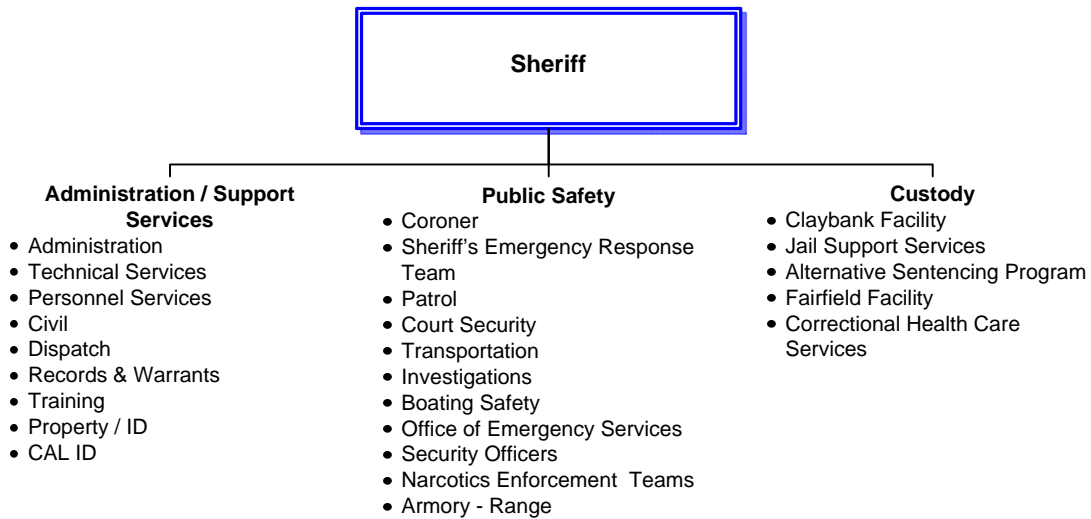 Sheriff
Administration / Support
Services
• Administration
• Technical Services
• Personnel Services
• Civil
• Dispatch
• Records & Warrants
• Training
• Property / ID
• CAL ID
Public Safety
• Coroner
• Sheriff's Emergency Response
Team
• Patrol
• Court Security
• Transportation
• Investigations
• Boating Safety
• Office of Emergency Services
• Security Officers
• Narcotics Enforcement  Teams
• Armory - Range
Custody
• Claybank Facility
• Jail Support Services
• Alternative Sentencing Program
• Fairfield Facility
• Correctional Health Care
Services